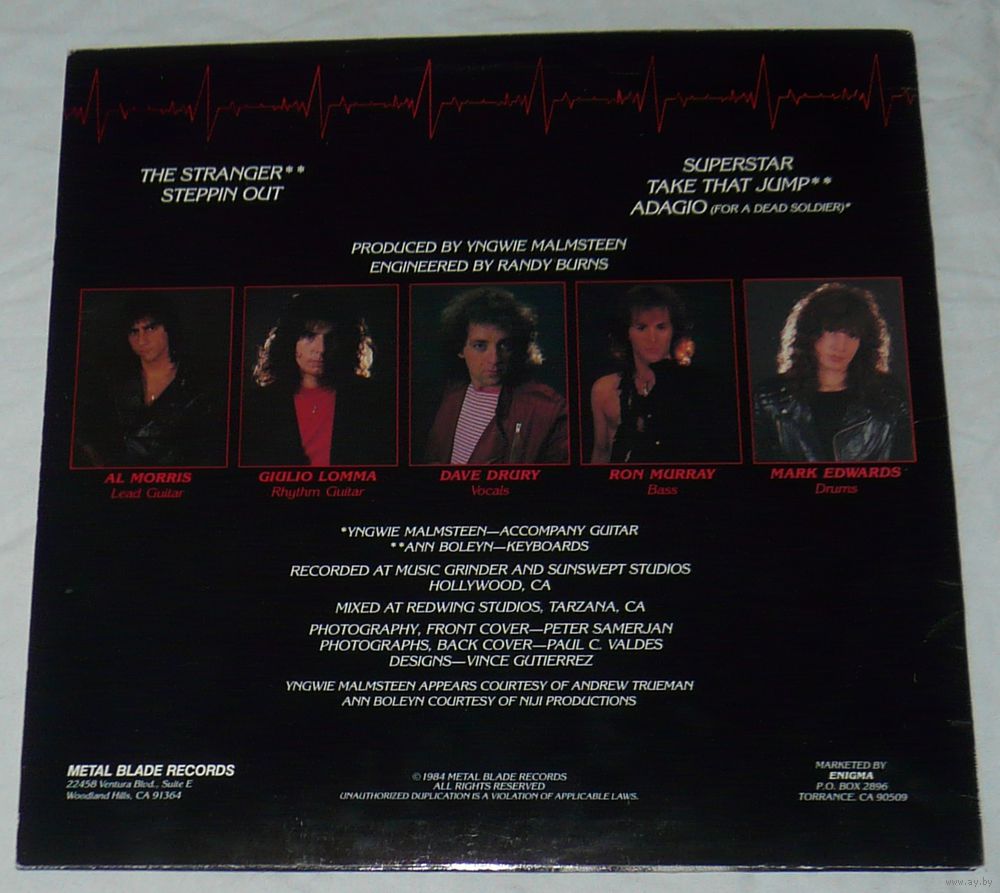 THE STRANGER**
STEPPIN OUT
SUPERSTAR
TAKE THAT JUMP**
ADAGIO (FOR A DEAD SOLDIER)*
PRODUCED BY YNGWIE MALMSTEEN
ENGINEERED BY RANDY BURNS
AL MORRIS
Lead Guitar
GIULIO LOMMA
Rhythm Guitar
DAVE DRURY
Vocals
RON MURRAY
Bass
MARK EDWARDS
Drums
*YNGWIE MALMSTEEN—ACCOMPANY GUITAR
**ANN BOLEYN—KEYBOARDS
RECORDED AT MUSIC GRINDER AND SUNSWEPT STUDIOS
HOLLYWOOD, CA
MIXED AT REDWING STUDIOS, TARZANA, CA
PHOTOGRAPHY, FRONT COVER—PETER SAMERJAN
PHOTOGRAPHS, BACK COVER—PAUL C. VALDES
DESIGNS—VINCE GUTIERREZ
YNGWIE MALMSTEEN APPEARS COURTESY OF ANDREW TRUEMAN
ANN BOLEYN COURTESY OF NIJI PRODUCTIONS
METAL BLADE RECORDS
22458 Ventura Blvd., Suite E
Woodland Hills, CA 91364
©1984 METAL BLADE RECORDS
ALL RIGHTS RESERVED
UNAUTHORIZED DUPLICATION IS A VIOLATION OF APPLICABLE LAWS.
MARKETED BY
ENIGMA
P.O. BOX 2896
TORRANCE, CA 90509
www.ay.by